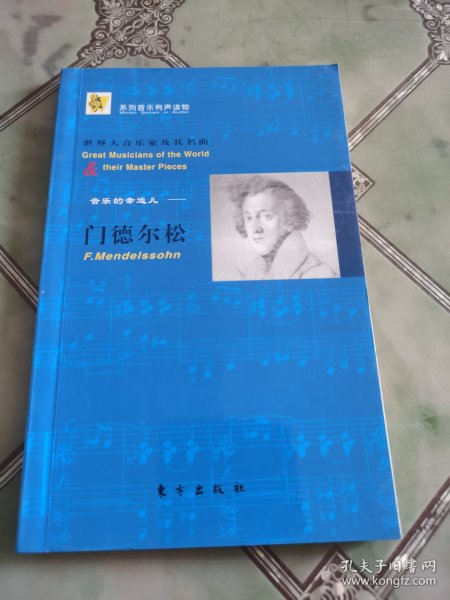 系列音乐有声读物
Music Series in Audio
世界大音乐家及其名曲
Great Musicians of the World
& their Master Pieces
音乐的幸运儿 ——
门德尔松
F.Mendelssohn
东方出版社
孔夫子旧书网
www.kongfz.com